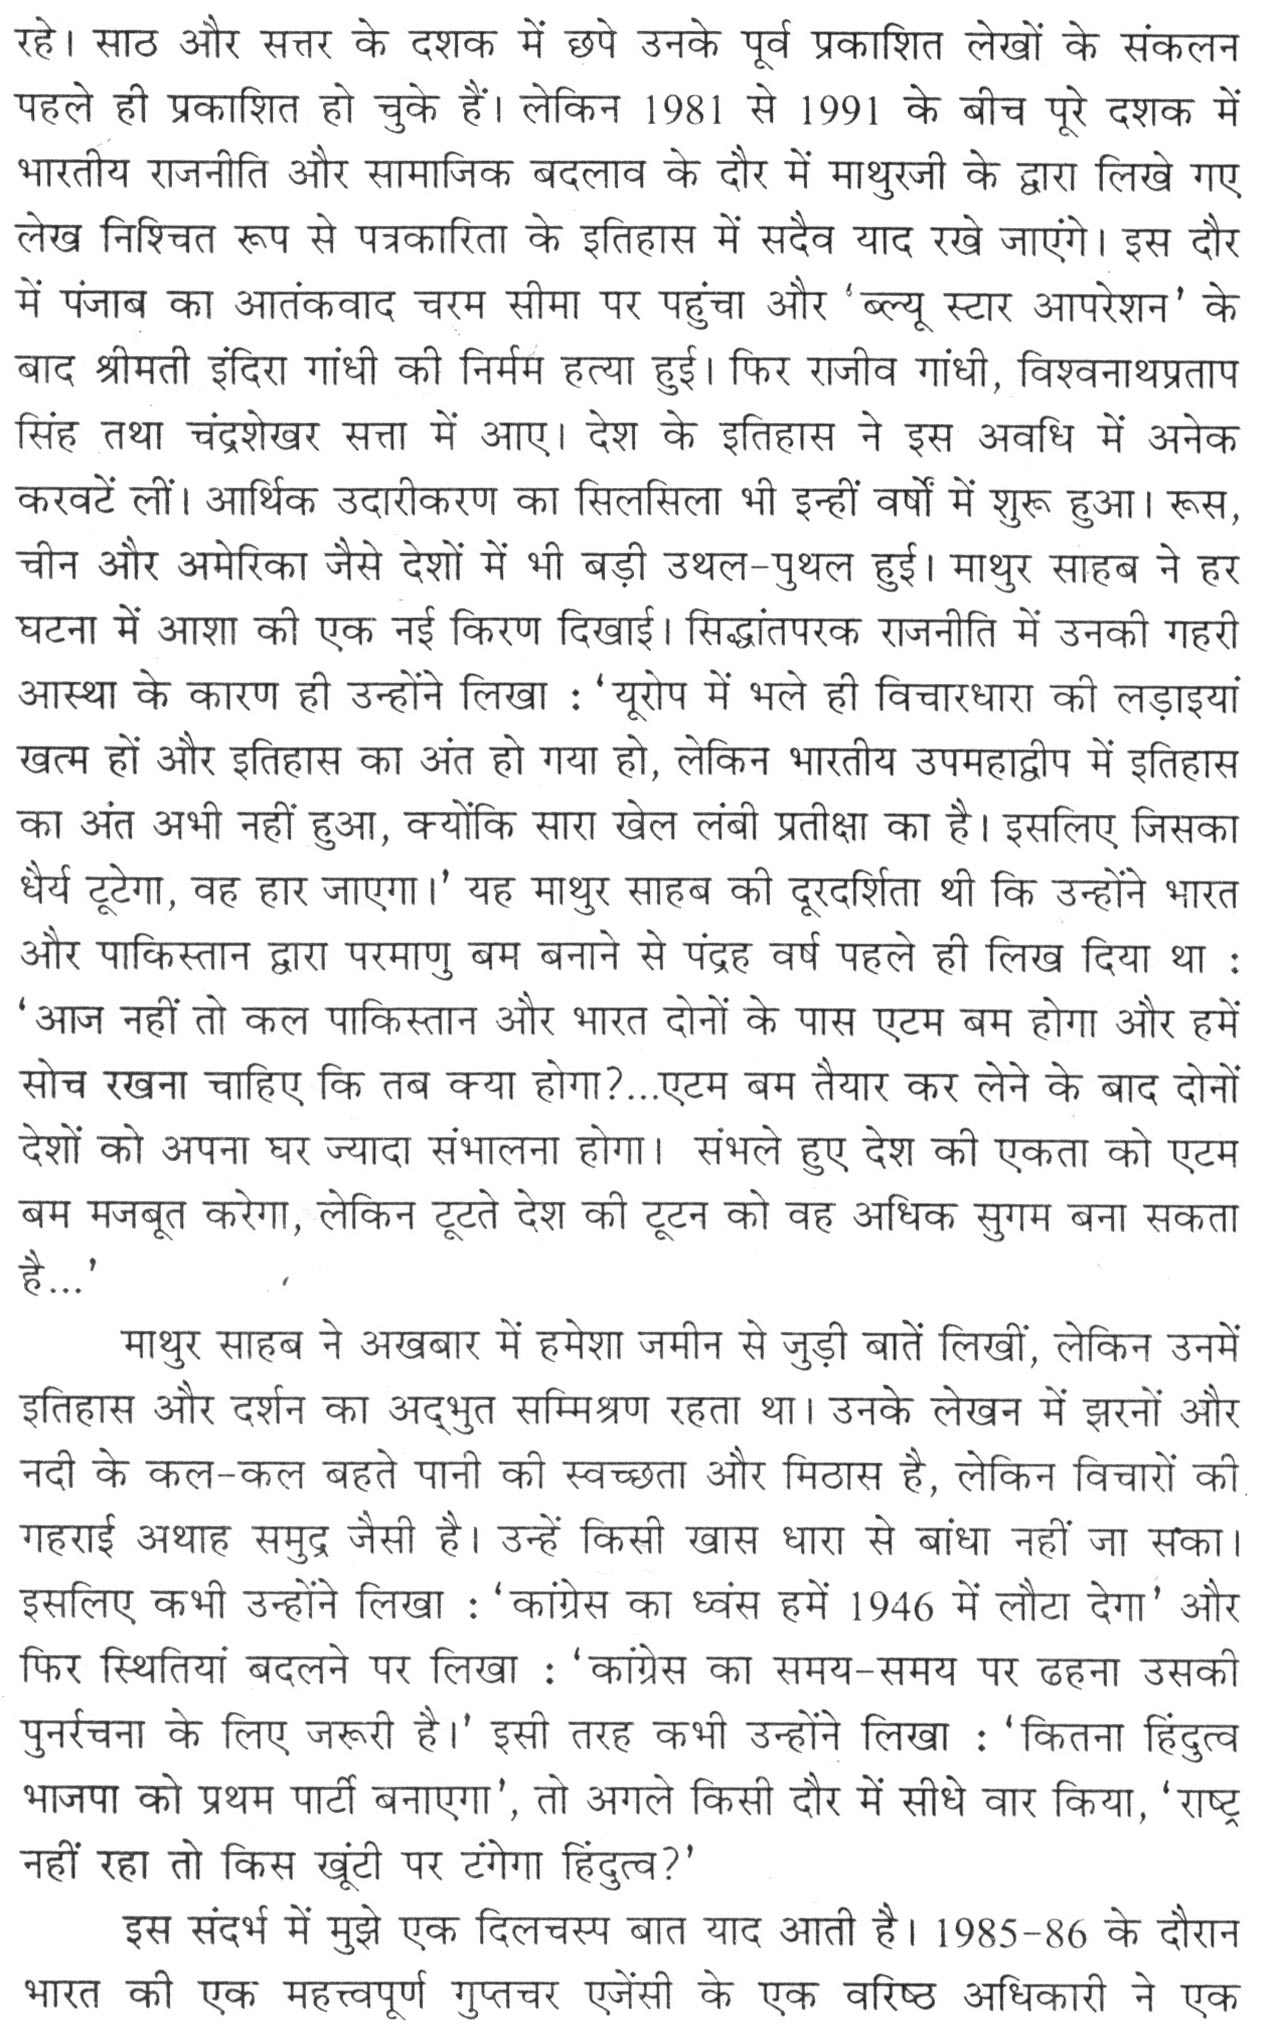 रहे। साठ और सत्तर के दशक में छपे उनके पूर्व प्रकाशित लेखों के संकलन
पहले ही प्रकाशित हो चुके हैं। लेकिन 1981 से 1991 के बीच पूरे दशक में
भारतीय राजनीति और सामाजिक बदलाव के दौर में माथुरजी के द्वारा लिखे गए
लेख निश्चित रूप से पत्रकारिता के इतिहास में सदैव याद रखे जाएंगे। इस दौर
में पंजाब का आतंकवाद चरम सीमा पर पहुंचा और ‘ब्ल्यू स्टार आपरेशन’ के
बाद श्रीमती इंदिरा गांधी की निर्मम हत्या हुई। फिर राजीव गांधी, विश्वनाथप्रताप
सिंह तथा चंद्रशेखर सत्ता में आए। देश के इतिहास ने इस अवधि में अनेक
करवटें लीं। आर्थिक उदारीकरण का सिलसिला भी इन्हीं वर्षों में शुरू हुआ। रूस,
चीन और अमेरिका जैसे देशों में भी बड़ी उथल-पुथल हुई। माथुर साहब ने हर
घटना में आशा की एक नई किरण दिखाई। सिद्धांतपरक राजनीति में उनकी गहरी
आस्था के कारण ही उन्होंने लिखा : ‘यूरोप में भले ही विचारधारा की लड़ाइयां
खत्म हों और इतिहास का अंत हो गया हो, लेकिन भारतीय उपमहाद्वीप में इतिहास
का अंत अभी नहीं हुआ, क्योंकि सारा खेल लंबी प्रतीक्षा का है। इसलिए जिसका
धैर्य टूटेगा, वह हार जाएगा।’ यह माथुर साहब की दूरदर्शिता थी कि उन्होंने भारत
और पाकिस्तान द्वारा परमाणु बम बनाने से पंद्रह वर्ष पहले ही लिख दिया था :
‘आज नहीं तो कल पाकिस्तान और भारत दोनों के पास एटम बम होगा और हमें
सोच रखना चाहिए कि तब क्या होगा?...एटम बम तैयार कर लेने के बाद दोनों
देशों को अपना घर ज्यादा संभालना होगा। संभले हुए देश की एकता को एटम
बम मजबूत करेगा, लेकिन टूटते देश की टूटन को वह अधिक सुगम बना सकता
है...’
माथुर साहब ने अखबार में हमेशा जमीन से जुड़ी बातें लिखीं, लेकिन उनमें
इतिहास और दर्शन का अद्‌भुत सम्मिश्रण रहता था। उनके लेखन में झरनों और
नदी के कल-कल बहते पानी की स्वच्छता और मिठास है, लेकिन विचारों की
गहराई अथाह समुद्र जैसी है। उन्हें किसी खास धारा से बांधा नहीं जा सका।
इसलिए कभी उन्होंने लिखा : ‘कांग्रेस का ध्वंस हमें 1946 में लौटा देगा’ और
फिर स्थितियां बदलने पर लिखा : ‘कांग्रेस का समय-समय पर ढहना उसकी
पुनर्रचना के लिए जरूरी है।’ इसी तरह कभी उन्होंने लिखा : ‘कितना हिंदुत्व
भाजपा को प्रथम पार्टी बनाएगा’, तो अगले किसी दौर में सीधे वार किया, ‘राष्ट्र
नहीं रहा तो किस खूंटी पर टंगेगा हिंदुत्व?’
इस संदर्भ में मुझे एक दिलचस्प बात याद आती है। 1985-86 के दौरान
भारत की एक महत्त्वपूर्ण गुप्तचर एजेंसी के एक वरिष्ठ अधिकारी ने एक